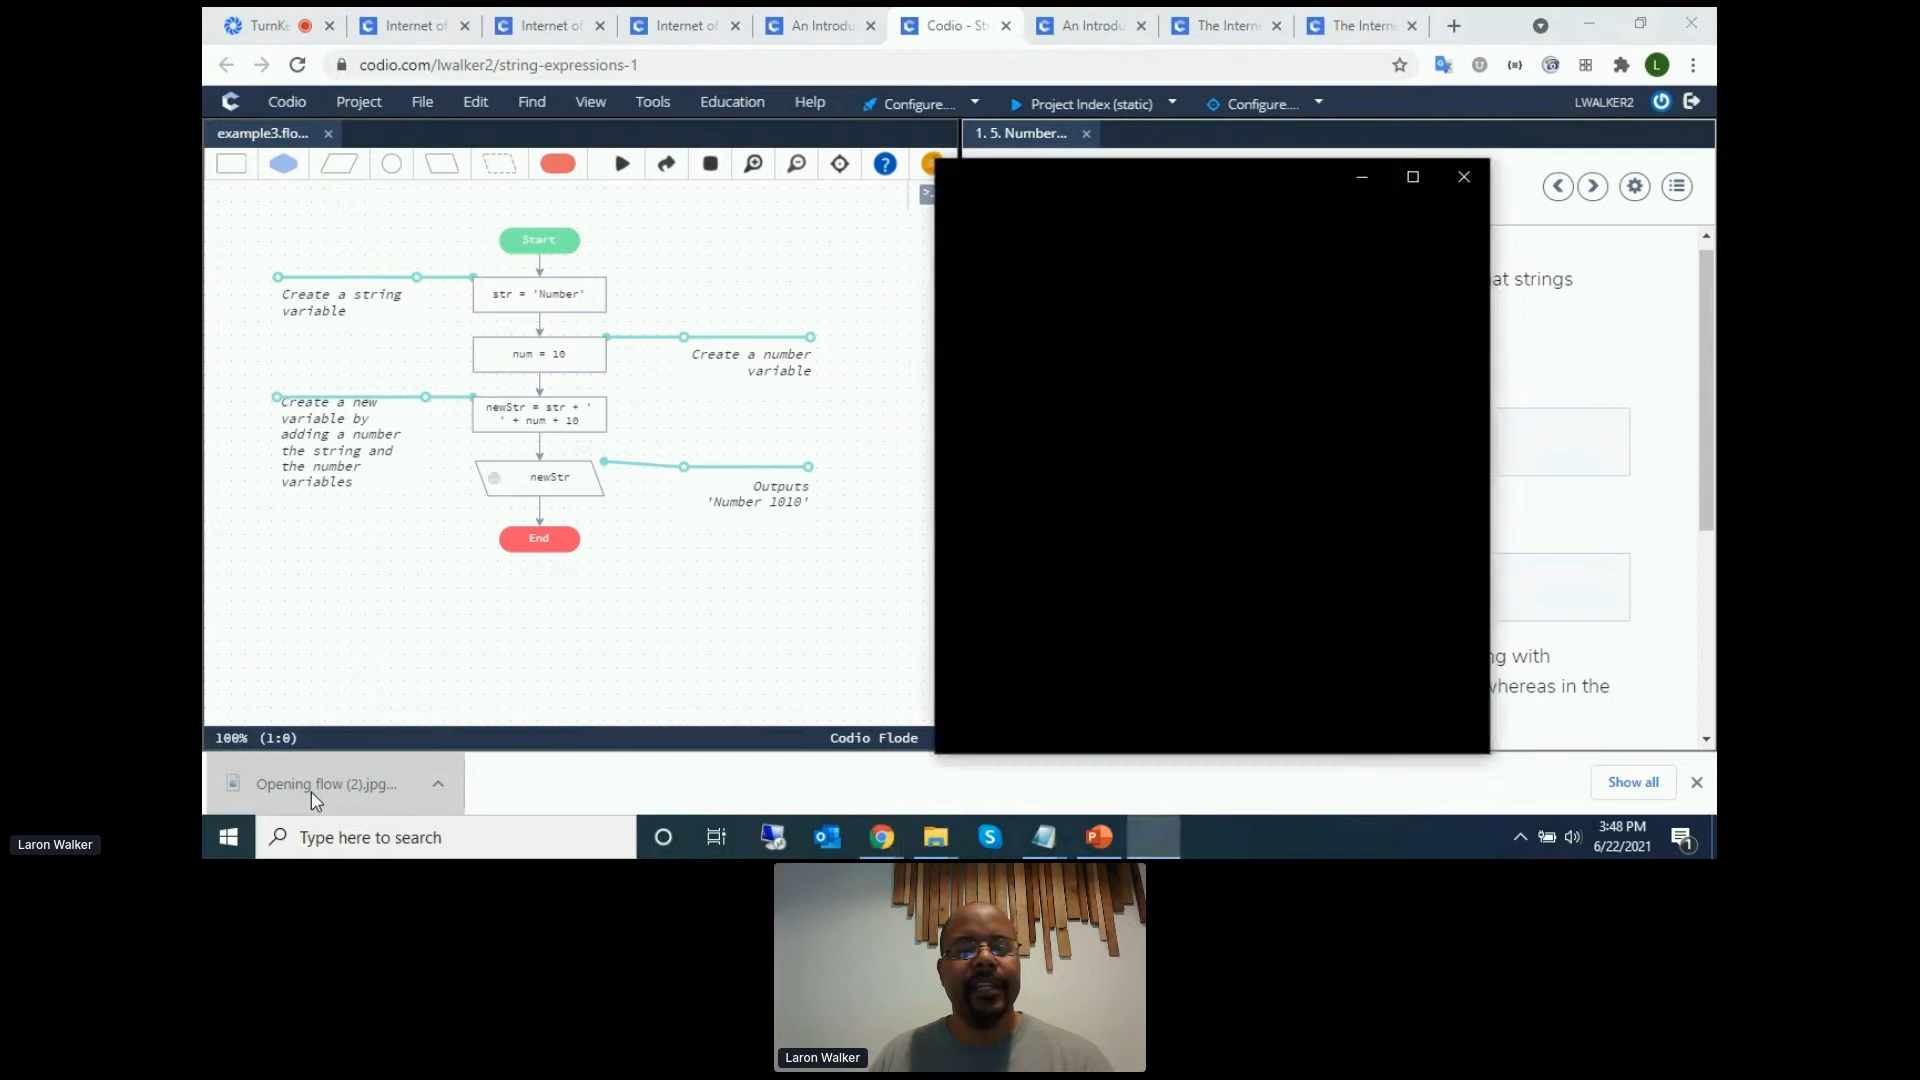 TurnKe
Internet of
Internet of
Internet of
An Introdu
Codio - St
An Introdu
The Intern
The Intern
codio.com/lwalker2/string-expressions-1
L
Codio Project File Edit Find View Tools Education Help Configure.... Project Index (static) Configure.... LWALKER2
example3.flo...
1. 5. Number...
?
>_
Start
str = 'Number'
Create a string
variable
num = 10
Create a number
variable
newStr = str + '
' + num + 10
Create a new
variable by
adding a number
the string and
the number
variables
newStr
Outputs
'Number 1010'
End
at strings
ng with
whereas in the
100% (1:0)
Codio Flode
Opening flow (2).jpg...
Show all
Type here to search
3:48 PM
6/22/2021
1
Laron Walker
Laron Walker